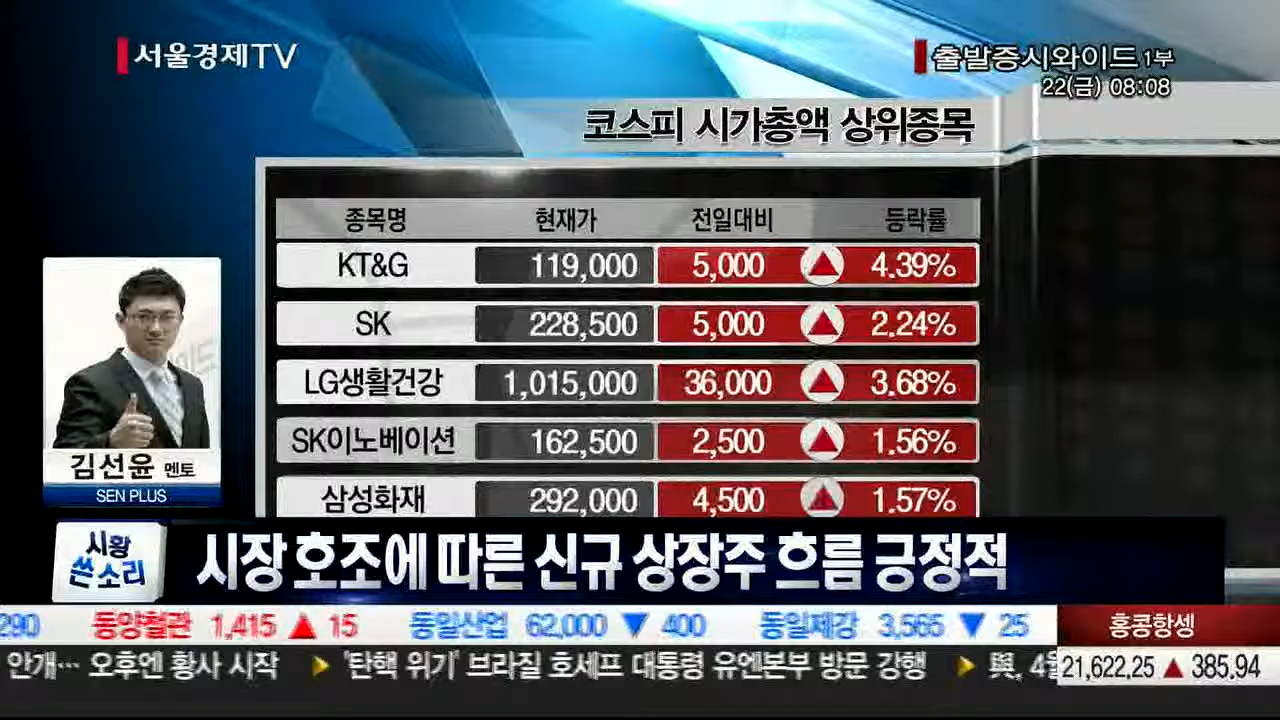 서울경제TV
출발증시와이드 1부
22(금) 08:08
코스피 시가총액 상위종목
종목명 현재가 전일대비 등락률
KT&G 119,000 5,000 ▲ 4.39%
SK 228,500 5,000 ▲ 2.24%
LG생활건강 1,015,000 36,000 ▲ 3.68%
SK이노베이션 162,500 2,500 ▲ 1.56%
삼성화재 292,000 4,500 ▲ 1.57%
김선윤 멘토
SEN PLUS
시황
쓴소리
시장 호조에 따른 신규 상장주 흐름 긍정적
290 동양철관 1,415 ▲ 15 동일산업 62,000 ▼ 400 동일제강 3,565 ▼ 25 홍콩항셍
안개… 오후엔 황사 시작 ▶ '탄핵 위기' 브라질 호세프 대통령 유엔본부 방문 강행 ▶ 與, 4월 21,622.25 ▲ 385.94